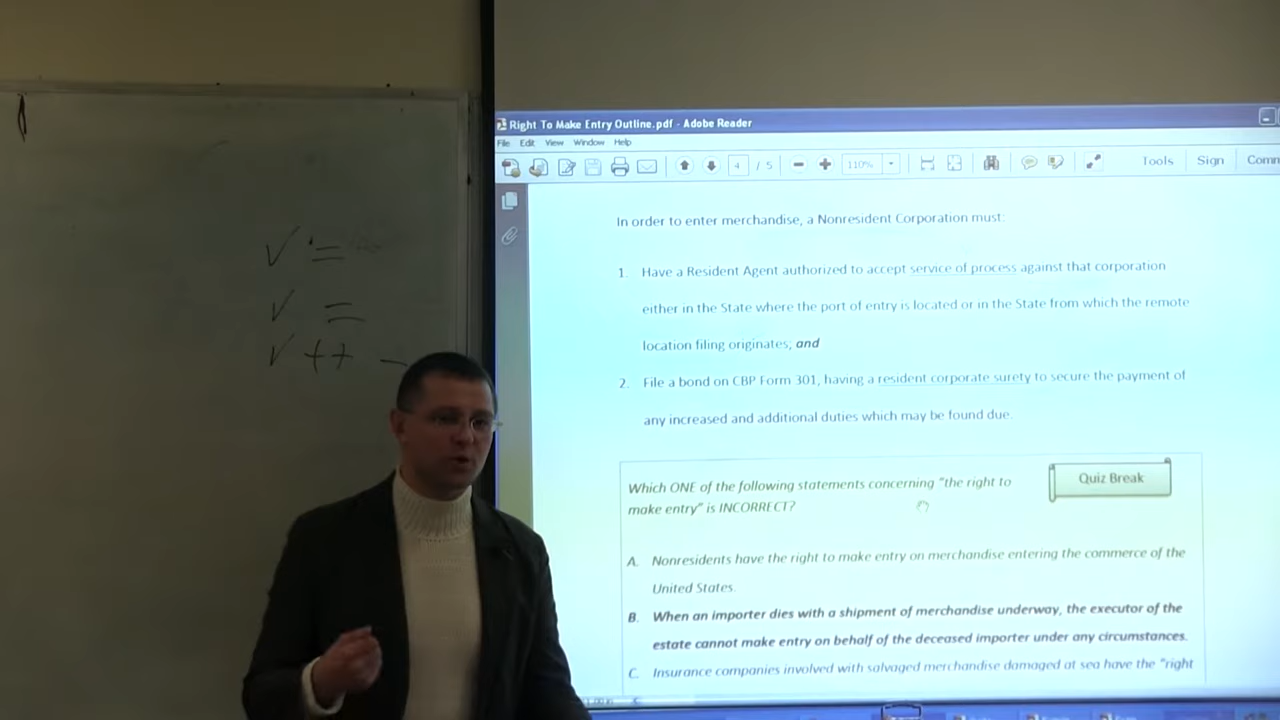 Right To Make Entry Outline.pdf - Adobe Reader
File Edit View Window Help
4 / 5 110% Tools Sign Comm
In order to enter merchandise, a Nonresident Corporation must:
1. Have a Resident Agent authorized to accept service of process against that corporation
either in the State where the port of entry is located or in the State from which the remote
location filing originates; and
2. File a bond on CBP Form 301, having a resident corporate surety to secure the payment of
any increased and additional duties which may be found due.
Which ONE of the following statements concerning "the right to
make entry" is INCORRECT?
Quiz Break
A. Nonresidents have the right to make entry on merchandise entering the commerce of the
United States.
B. When an importer dies with a shipment of merchandise underway, the executor of the
estate cannot make entry on behalf of the deceased importer under any circumstances.
C. Insurance companies involved with salvaged merchandise damaged at sea have the "right
✓ =
✓ =
✓ ++ –